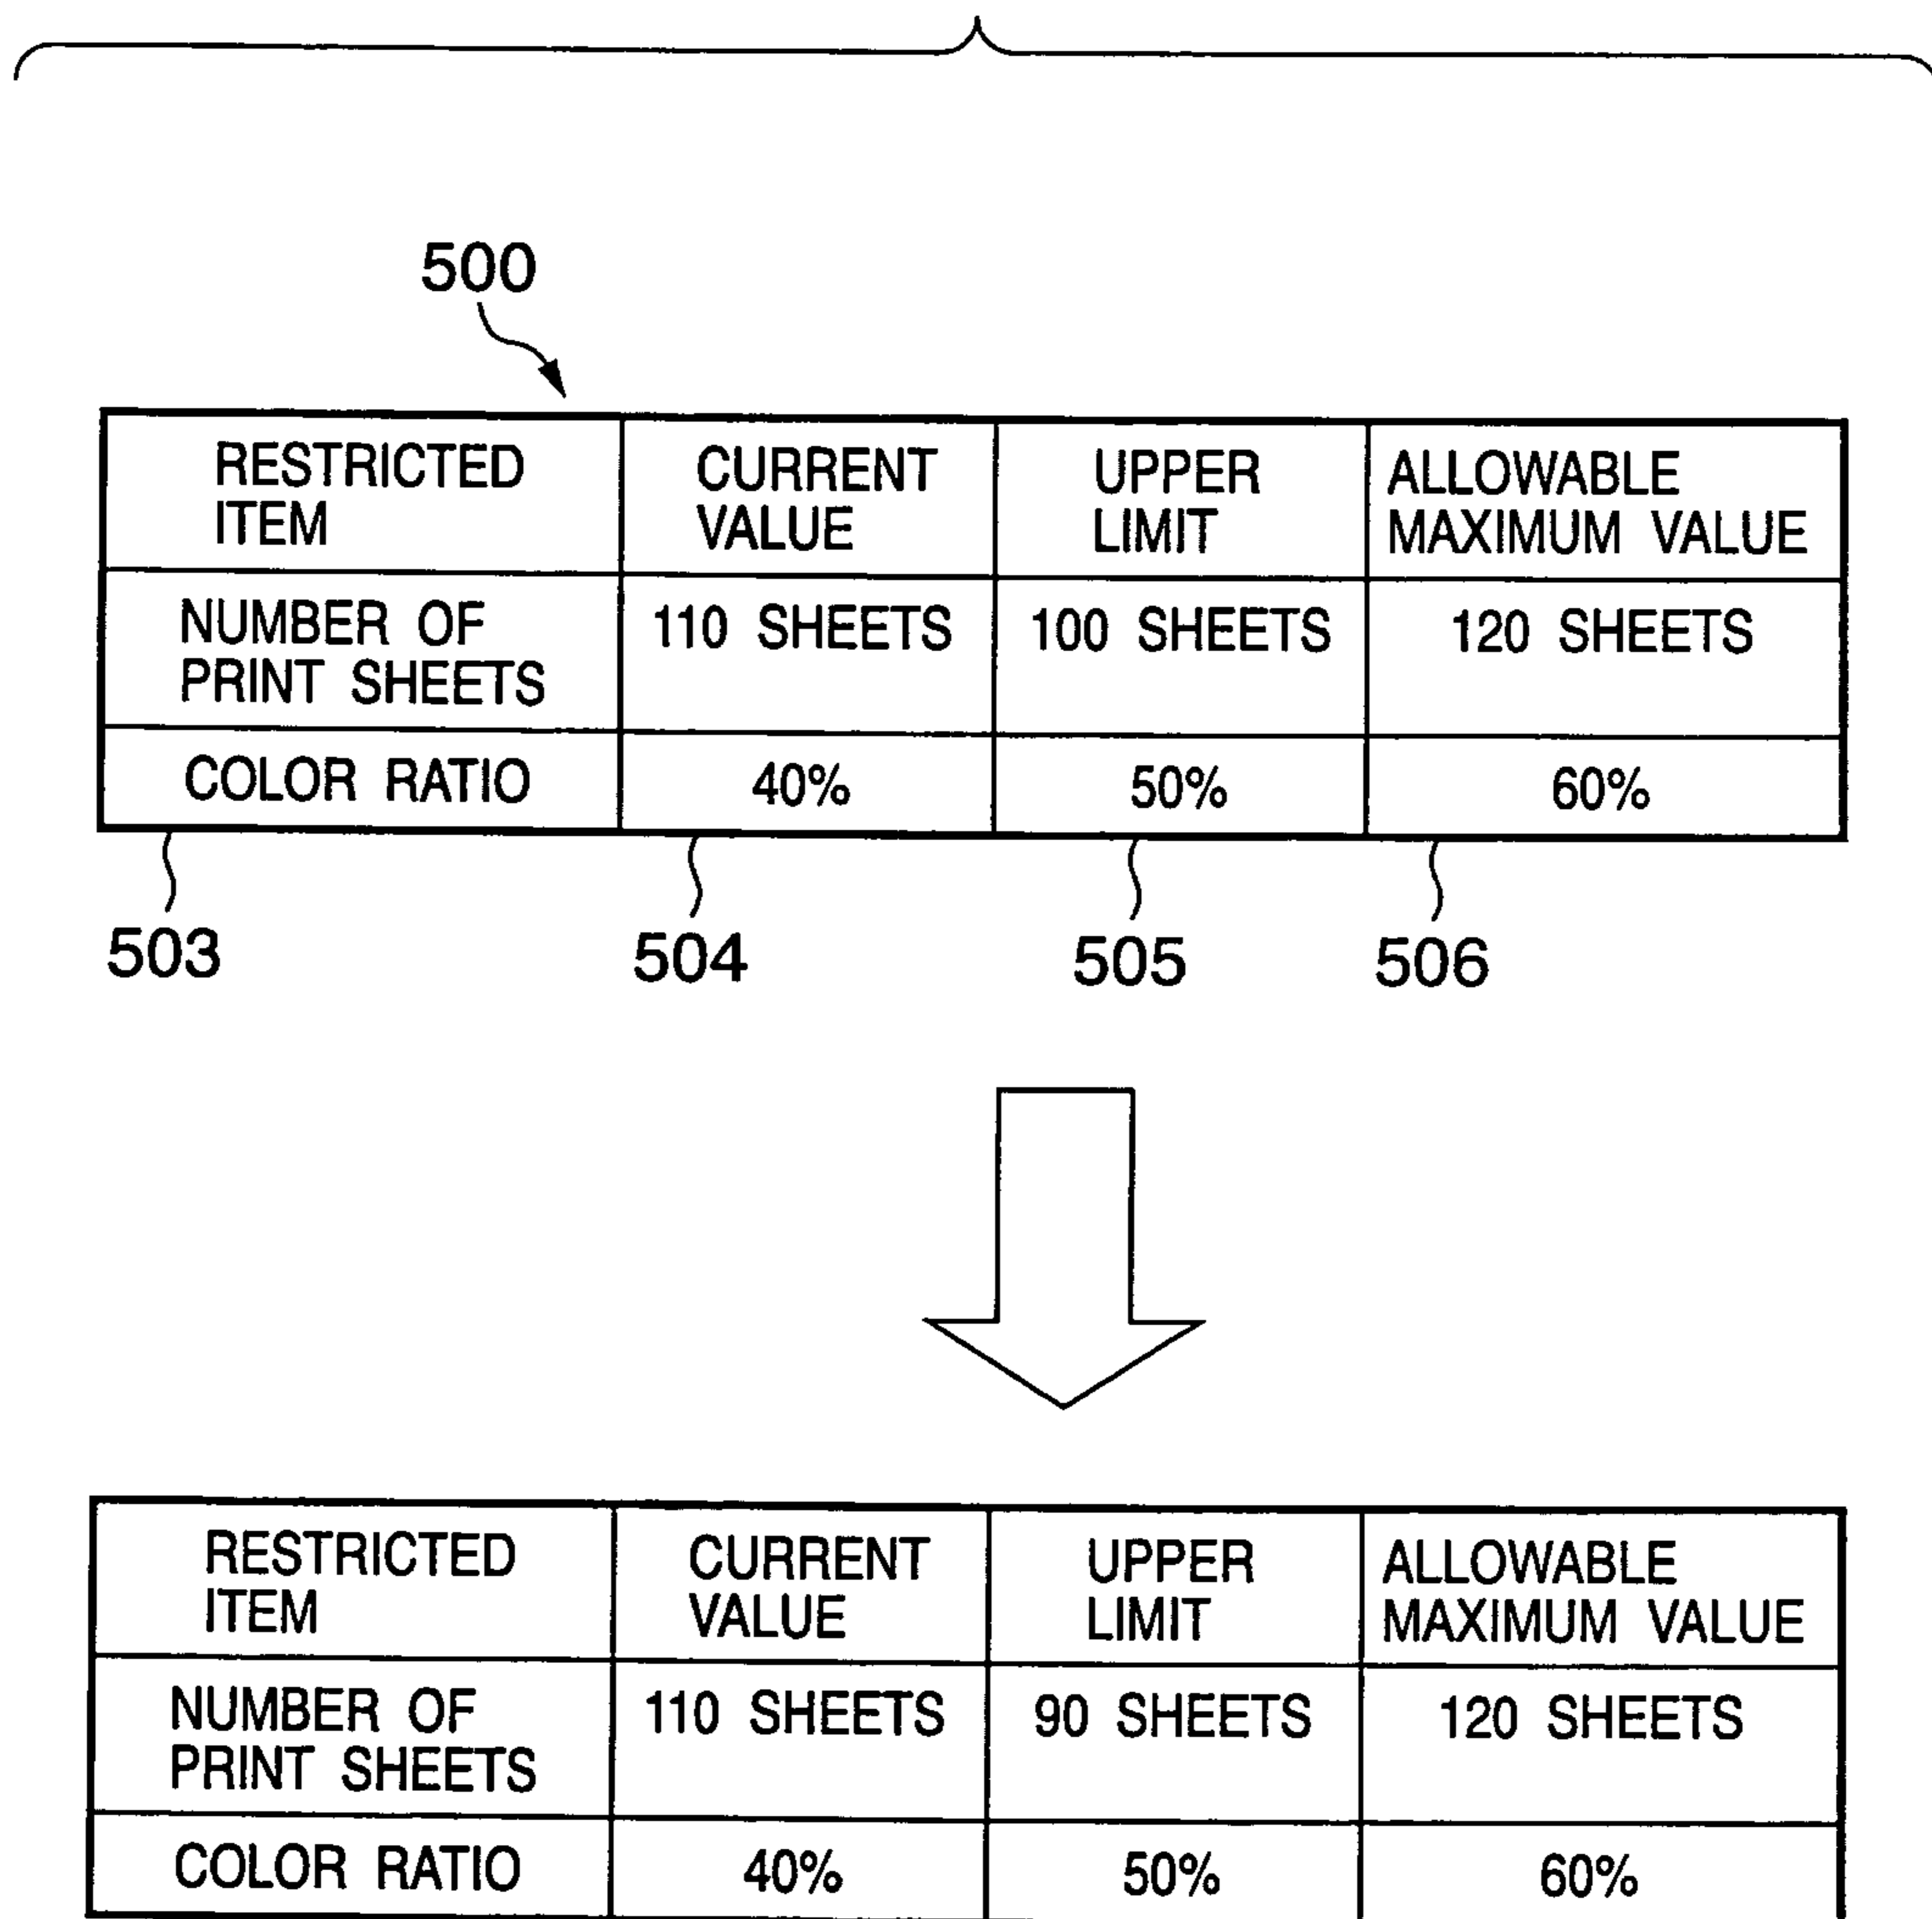 500
RESTRICTED ITEM CURRENT VALUE UPPER LIMIT ALLOWABLE MAXIMUM VALUE
NUMBER OF PRINT SHEETS 110 SHEETS 100 SHEETS 120 SHEETS
COLOR RATIO 40% 50% 60%
503 504 505 506
RESTRICTED ITEM CURRENT VALUE UPPER LIMIT ALLOWABLE MAXIMUM VALUE
NUMBER OF PRINT SHEETS 110 SHEETS 90 SHEETS 120 SHEETS
COLOR RATIO 40% 50% 60%